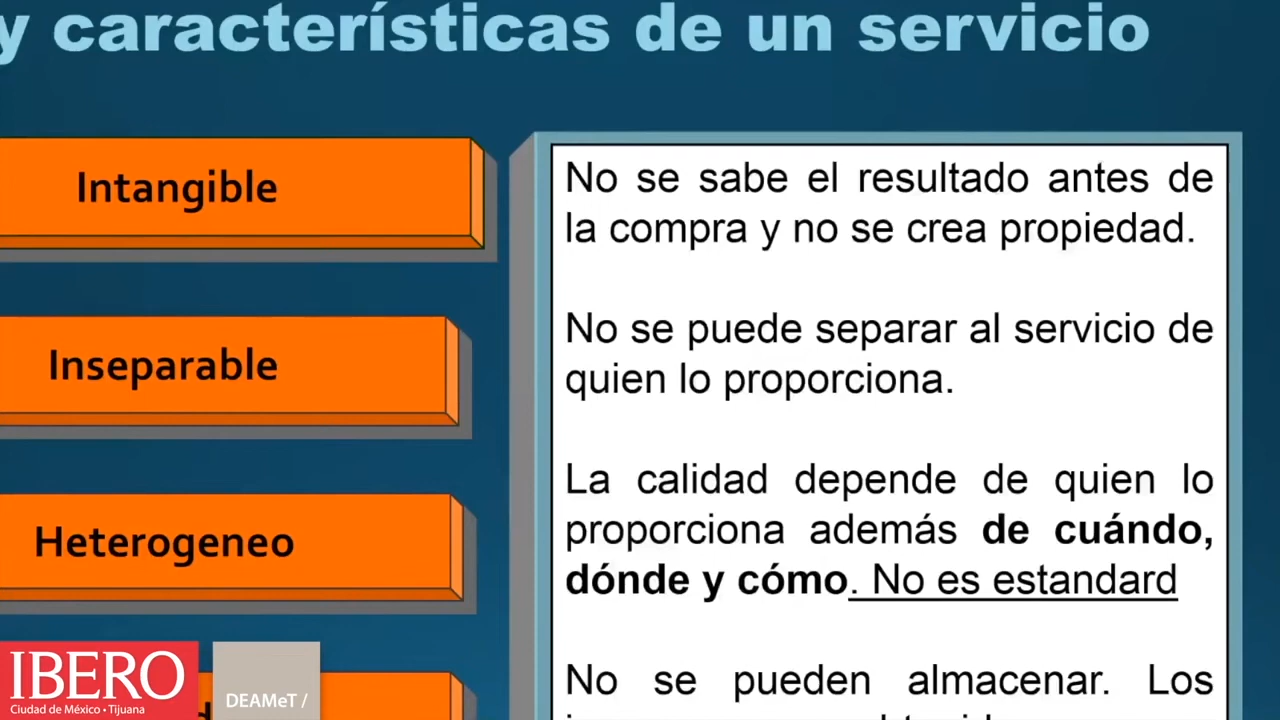 y características de un servicio
Intangible
No se sabe el resultado antes de
la compra y no se crea propiedad.
Inseparable
No se puede separar al servicio de
quien lo proporciona.
Heterogeneo
La calidad depende de quien lo
proporciona además de cuándo,
dónde y cómo. No es estandard
No se pueden almacenar. Los
IBERO
Ciudad de México • Tijuana
DEAMeT /